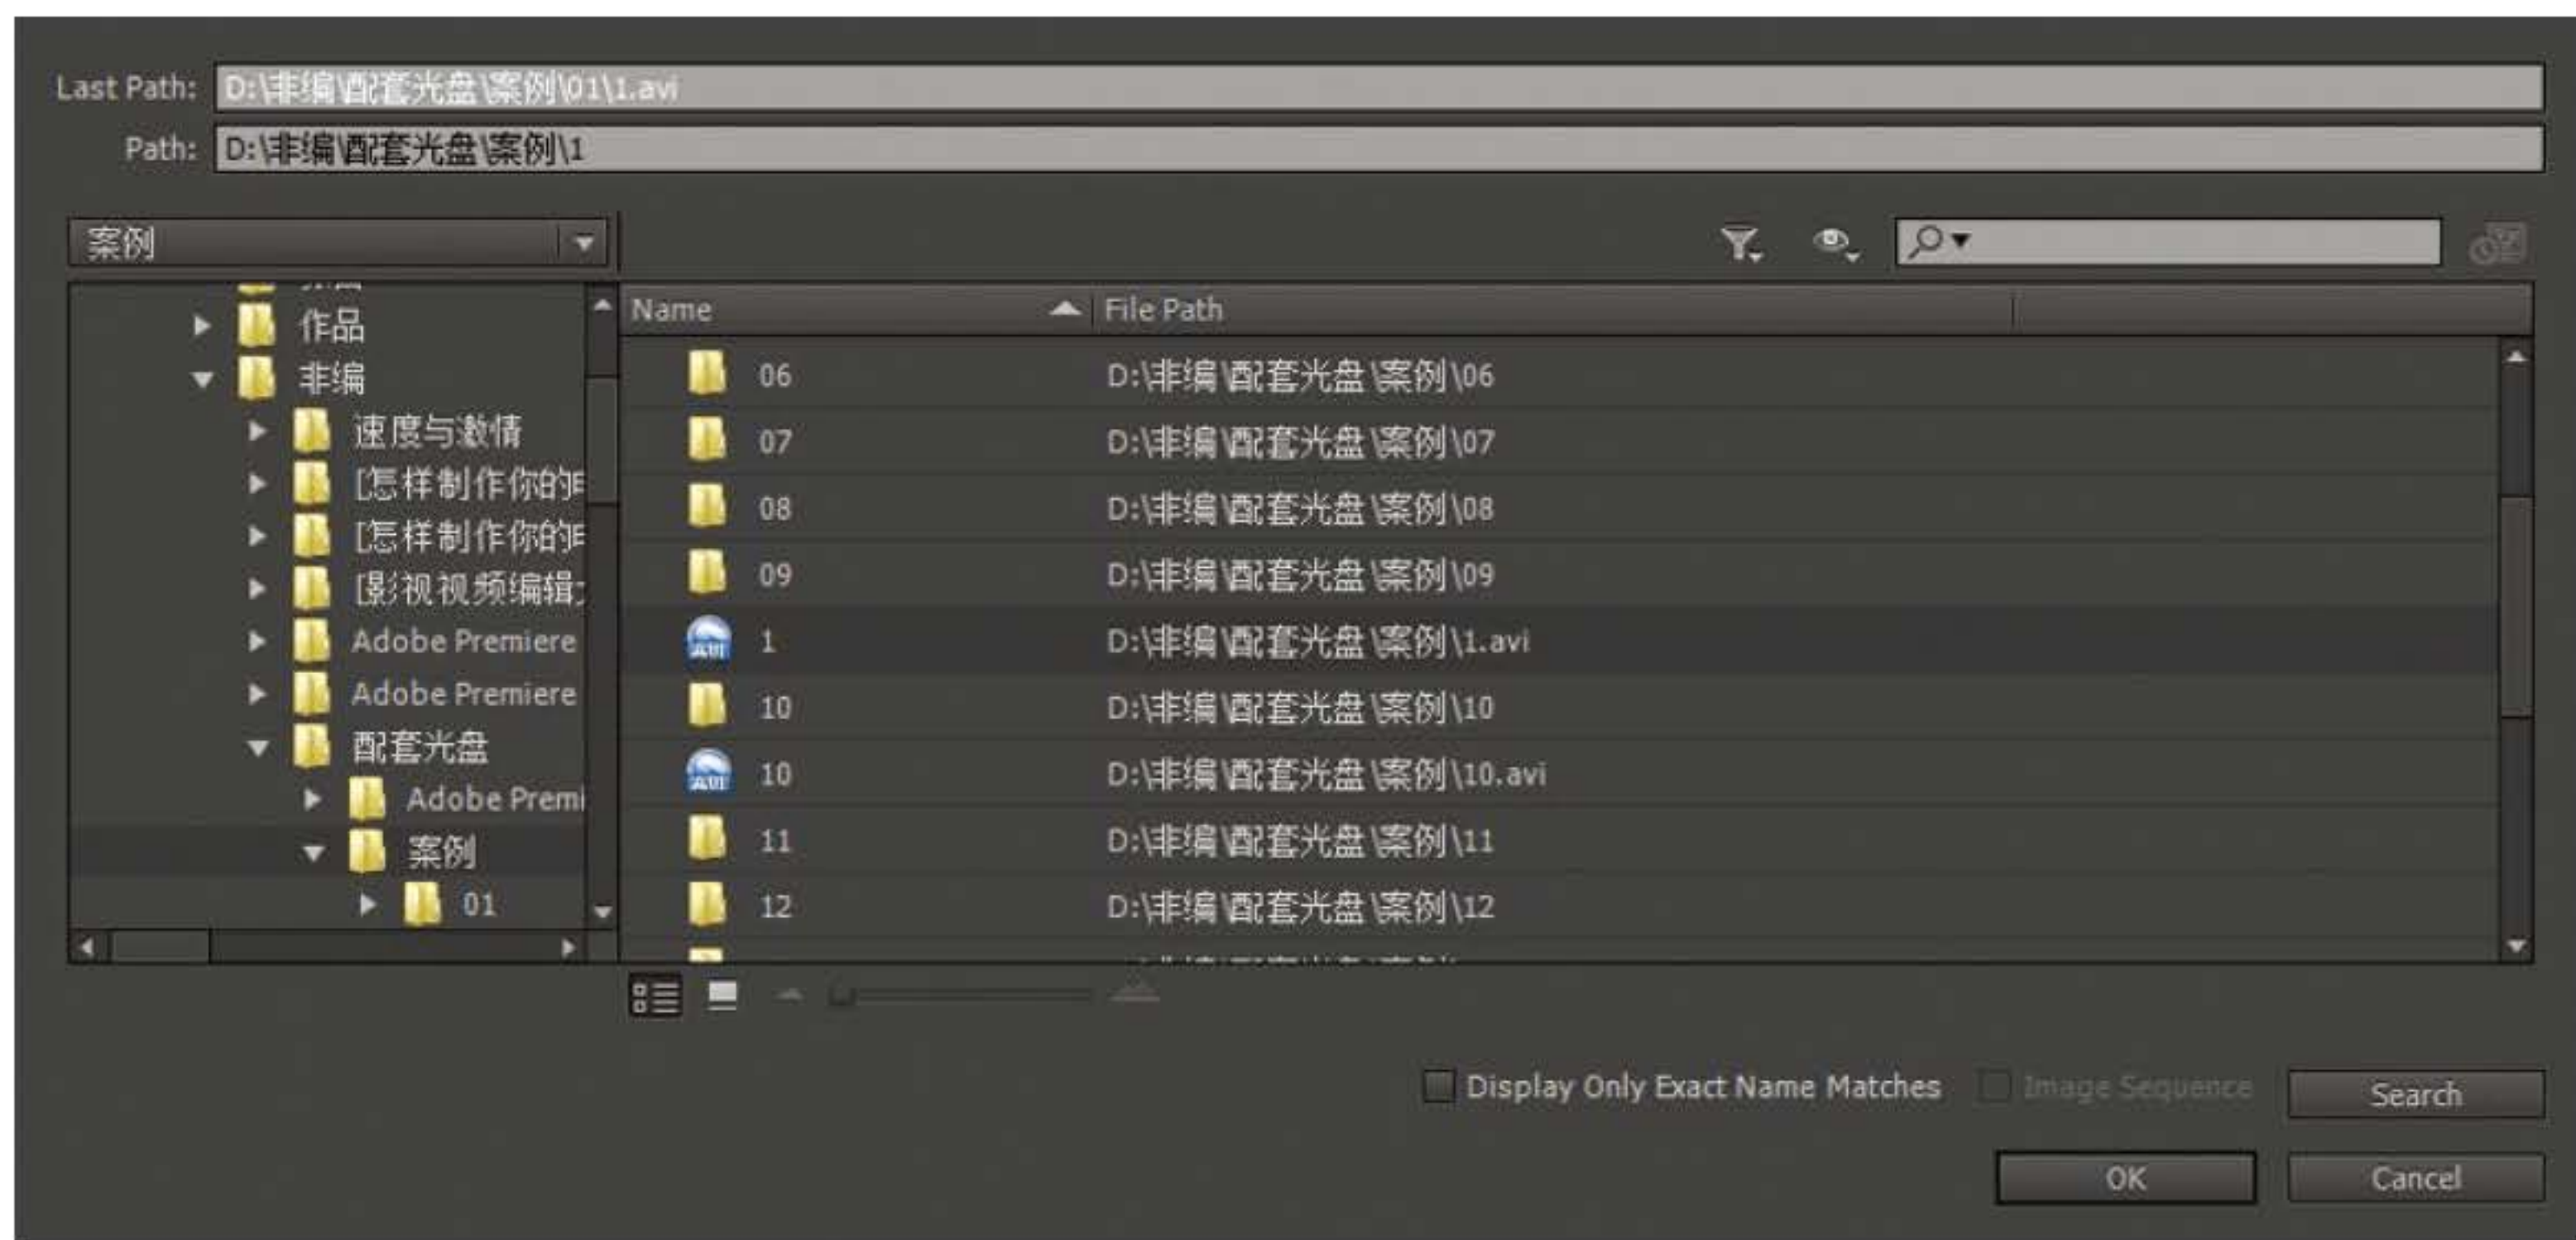 Last Path: D:\非编\配套光盘\案例\01\1.avi
Path: D:\非编\配套光盘\案例\1
案例
作品
非编
速度与激情
[怎样制作你的
[怎样制作你的
[影视视频编辑
Adobe Premiere
Adobe Premiere
配套光盘
Adobe Premi
案例
01
Name File Path
06 D:\非编\配套光盘\案例\06
07 D:\非编\配套光盘\案例\07
08 D:\非编\配套光盘\案例\08
09 D:\非编\配套光盘\案例\09
1 D:\非编\配套光盘\案例\1.avi
10 D:\非编\配套光盘\案例\10
10 D:\非编\配套光盘\案例\10.avi
11 D:\非编\配套光盘\案例\11
12 D:\非编\配套光盘\案例\12
Display Only Exact Name Matches Image Sequence Search
OK Cancel